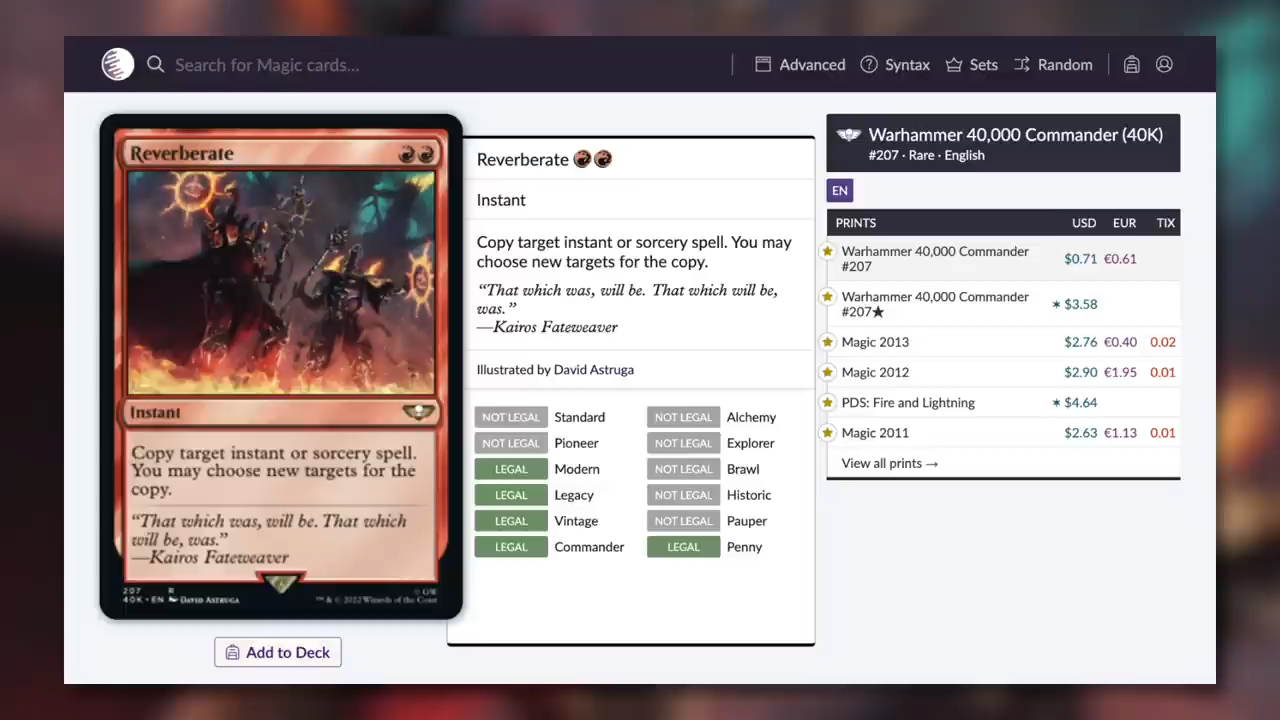 Search for Magic cards...
Advanced
Syntax
Sets
Random
Reverberate
Instant
Copy target instant or sorcery spell.
You may choose new targets for the
copy.
“That which was, will be. That which
will be, was.”
—Kairos Fateweaver
207 R
40K • EN David Astruga
© GW
™ & © 2022 Wizards of the Coast
Add to Deck
Reverberate
Instant
Copy target instant or sorcery spell. You may
choose new targets for the copy.
“That which was, will be. That which will be,
was.”
—Kairos Fateweaver
Illustrated by David Astruga
NOT LEGAL Standard NOT LEGAL Alchemy
NOT LEGAL Pioneer NOT LEGAL Explorer
LEGAL Modern NOT LEGAL Brawl
LEGAL Legacy NOT LEGAL Historic
LEGAL Vintage NOT LEGAL Pauper
LEGAL Commander LEGAL Penny
Warhammer 40,000 Commander (40K)
#207 · Rare · English
EN
PRINTS USD EUR TIX
Warhammer 40,000 Commander
#207 $0.71 €0.61
Warhammer 40,000 Commander
#207★ ✶ $3.58
Magic 2013 $2.76 €0.40 0.02
Magic 2012 $2.90 €1.95 0.01
PDS: Fire and Lightning ✶ $4.64
Magic 2011 $2.63 €1.13 0.01
View all prints →